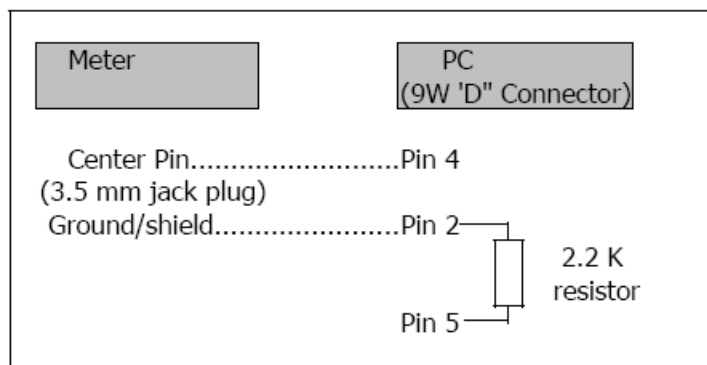 Meter
PC
(9W 'D" Connector)
Center Pin........................Pin 4
(3.5 mm jack plug)
Ground/shield........................Pin 2
2.2 K
resistor
Pin 5